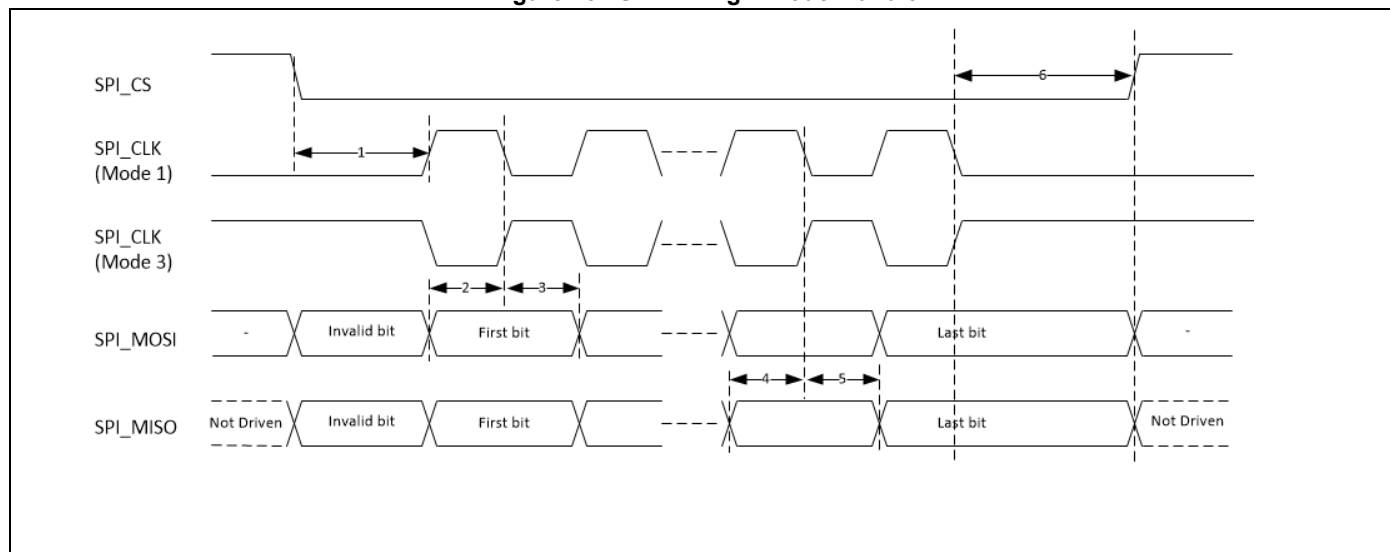 SPI_CS
6
SPI_CLK
(Mode 1)
1
SPI_CLK
(Mode 3)
2
3
SPI_MOSI
-
Invalid bit
First bit
Last bit
-
4
5
SPI_MISO
Not Driven
Invalid bit
First bit
Last bit
Not Driven